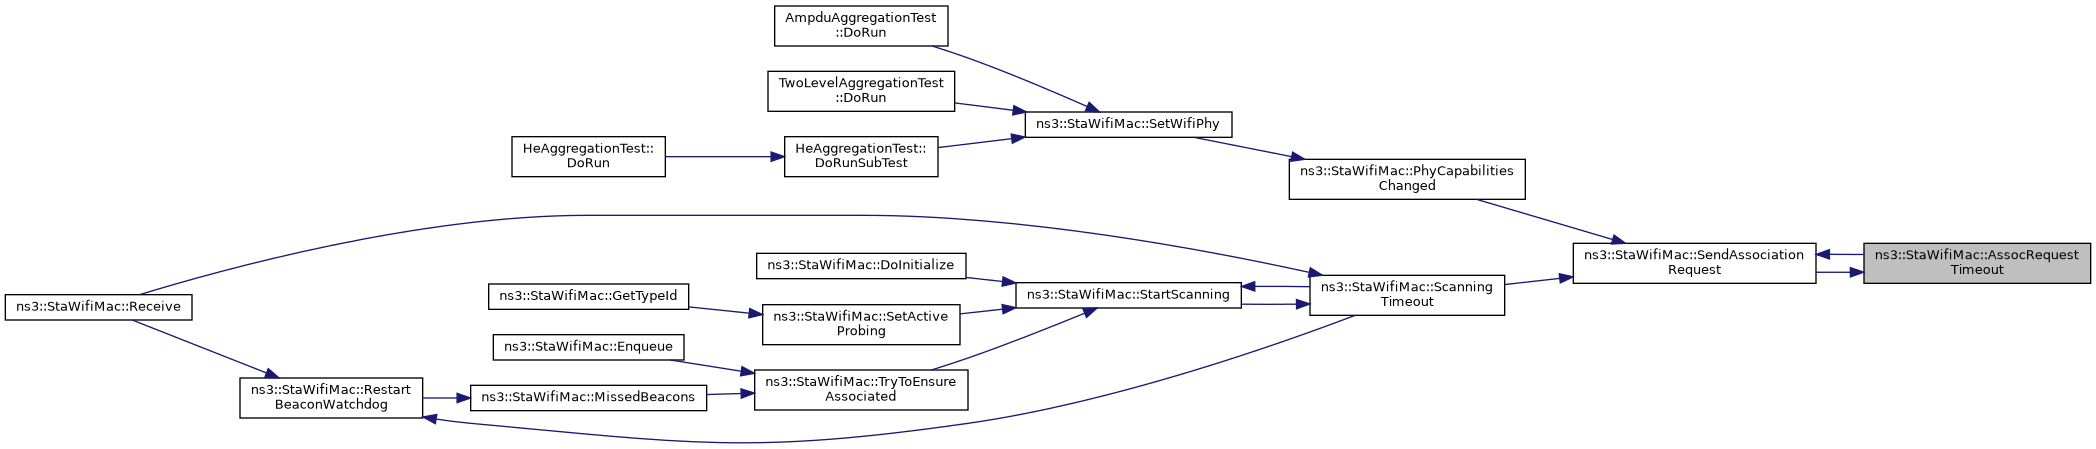 AmpduAggregationTest
::DoRun
TwoLevelAggregationTest
::DoRun
ns3::StaWifiMac::SetWifiPhy
HeAggregationTest::
DoRun
HeAggregationTest::
DoRunSubTest
ns3::StaWifiMac::PhyCapabilities
Changed
ns3::StaWifiMac::SendAssociation
Request
ns3::StaWifiMac::AssocRequest
Timeout
ns3::StaWifiMac::DoInitialize
ns3::StaWifiMac::Scanning
Timeout
ns3::StaWifiMac::StartScanning
ns3::StaWifiMac::GetTypeId
ns3::StaWifiMac::Receive
ns3::StaWifiMac::SetActive
Probing
ns3::StaWifiMac::Enqueue
ns3::StaWifiMac::TryToEnsure
Associated
ns3::StaWifiMac::Restart
BeaconWatchdog
ns3::StaWifiMac::MissedBeacons